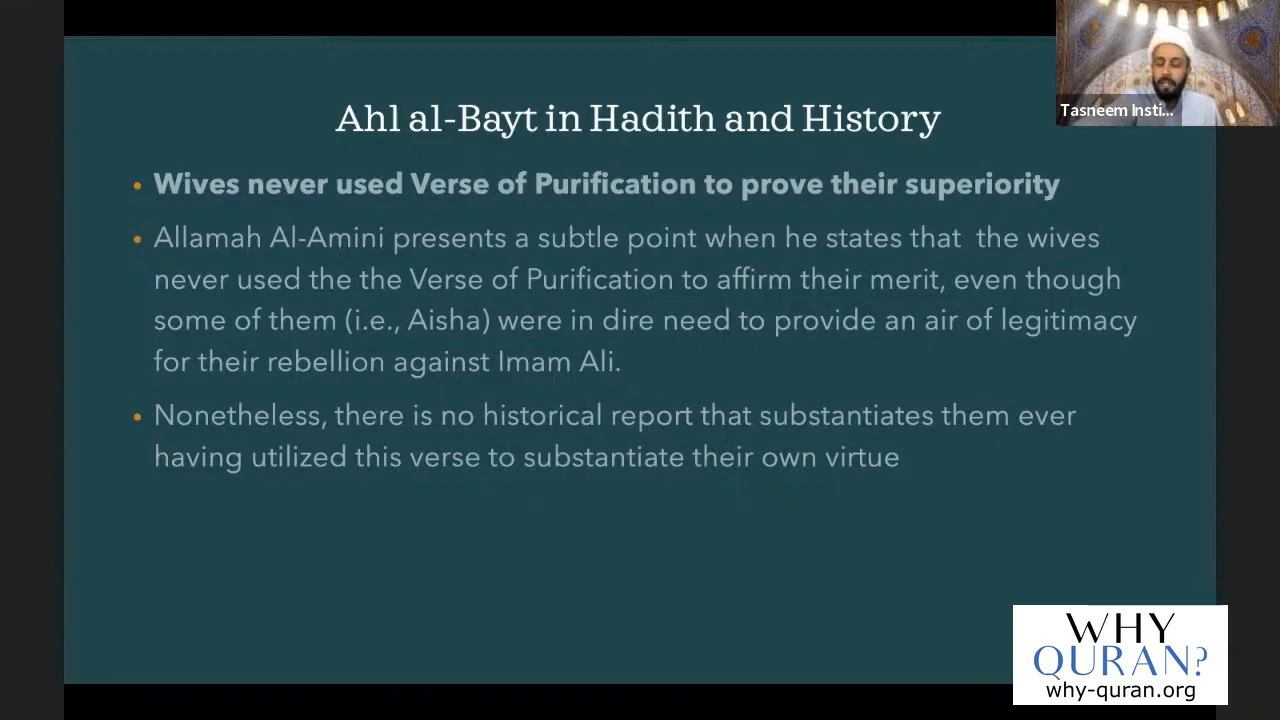 Tasneem Insti...
Ahl al-Bayt in Hadith and History
• Wives never used Verse of Purification to prove their superiority
• Allamah Al-Amini presents a subtle point when he states that the wives
never used the the Verse of Purification to affirm their merit, even though
some of them (i.e., Aisha) were in dire need to provide an air of legitimacy
for their rebellion against Imam Ali.
• Nonetheless, there is no historical report that substantiates them ever
having utilized this verse to substantiate their own virtue
WHY
QURAN?
why-quran.org